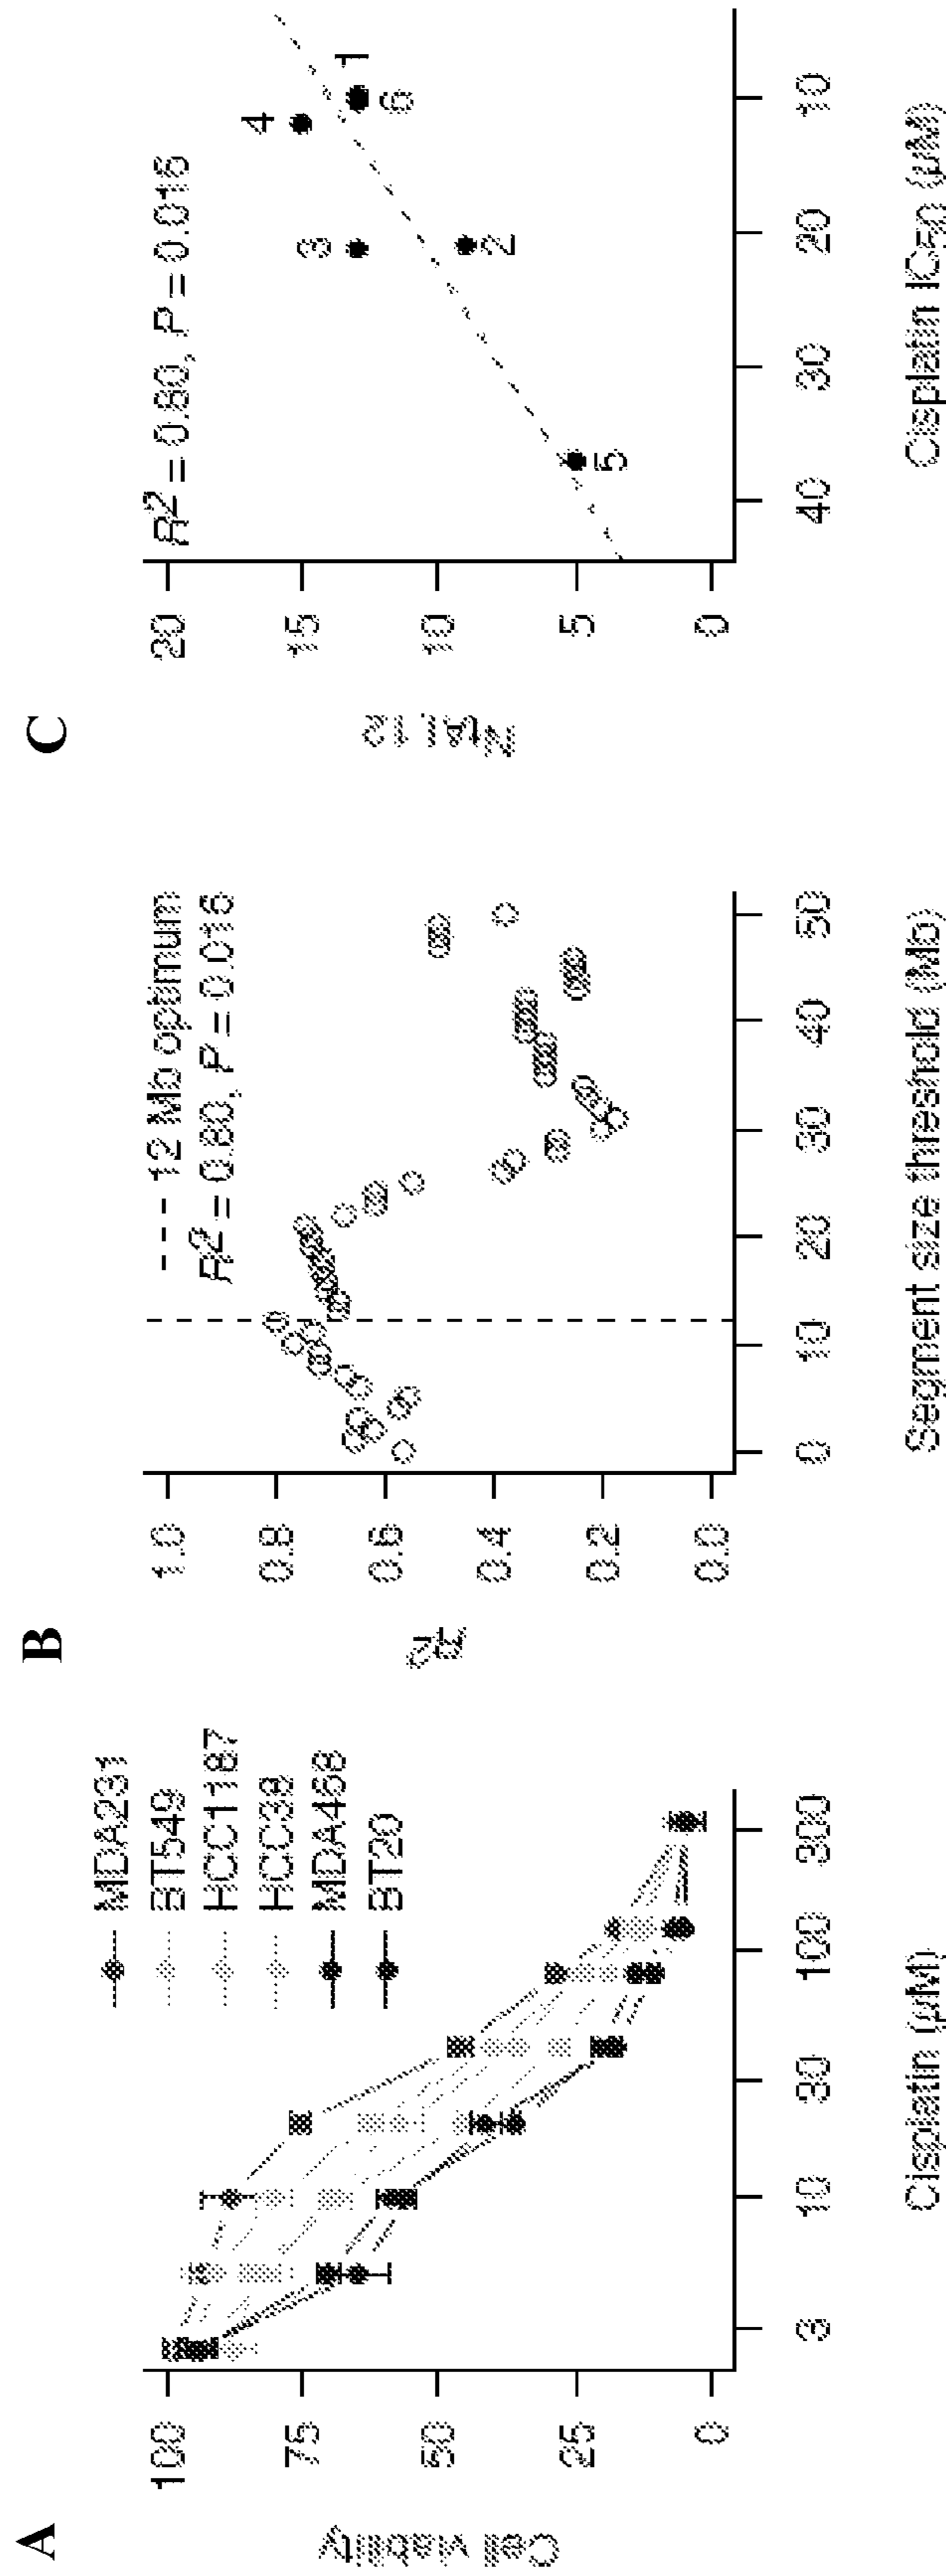 A
Cell viability
100
75
50
25
0
3
10
30
100
300
Cisplatin (µM)
MDA231
BT549
HCC1187
HCC38
MDA468
BT20
B
R2
1.0
0.8
0.6
0.4
0.2
0.0
0
10
20
30
40
50
Segment size threshold (Mb)
12 Mb optimum
R2 = 0.80, P = 0.016
C
NtAI.12
20
15
10
5
0
40
30
20
10
Cisplatin IC50 (µM)
R2 = 0.80, P = 0.016
5
3
2
4
1
6